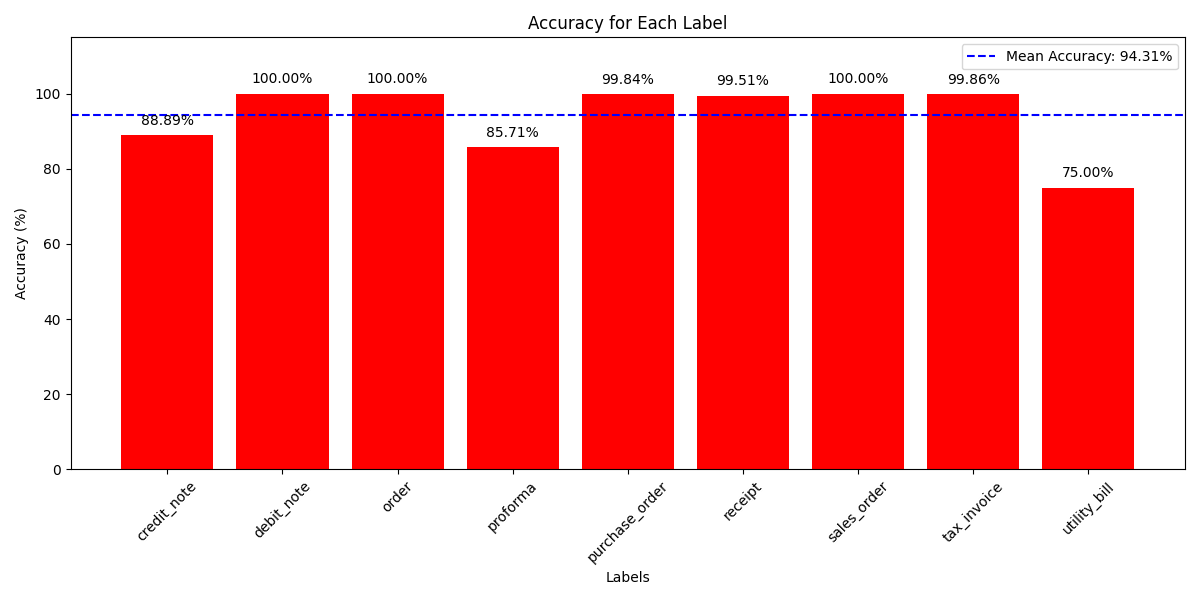 Accuracy for Each Label
Mean Accuracy: 94.31%
100.00%
100.00%
99.84%
99.51%
100.00%
99.86%
88.89%
85.71%
75.00%
Accuracy (%)
100
80
60
40
20
0
credit_note
debit_note
order
proforma
purchase_order
receipt
sales_order
tax_invoice
utility_bill
Labels